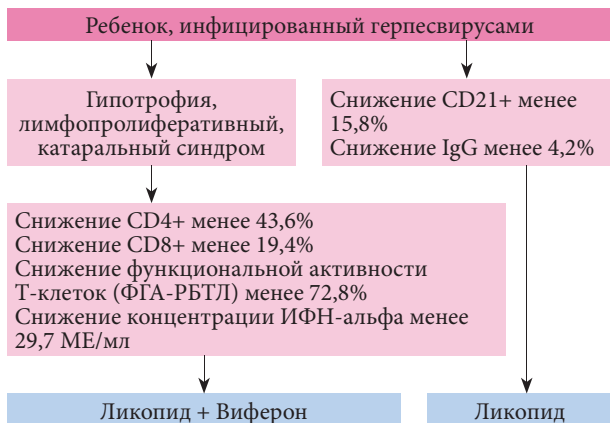 Ребенок, инфицированный герпесвирусами
Гипотрофия,
лимфопролиферативный,
катаральный синдром
Снижение CD21+ менее
15,8%
Снижение IgG менее 4,2%
Снижение CD4+ менее 43,6%
Снижение CD8+ менее 19,4%
Снижение функциональной активности
Т-клеток (ФГА-РБТЛ) менее 72,8%
Снижение концентрации ИФН-альфа менее
29,7 МЕ/мл
Ликопид + Виферон
Ликопид